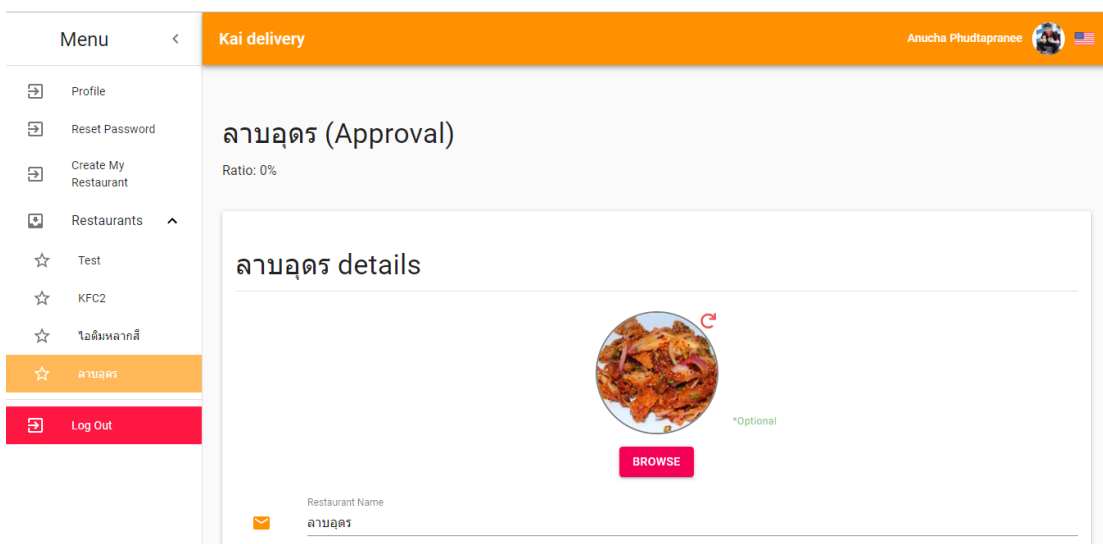 Menu
Kai delivery
Anucha Phudtapranee
Profile
Reset Password
Create My
Restaurant
Restaurants
Test
KFC2
ไอติมหลากสี
ลาบอุดร
Log Out
ลาบอุดร (Approval)
Ratio: 0%
ลาบอุดร details
*Optional
BROWSE
Restaurant Name
ลาบอุดร